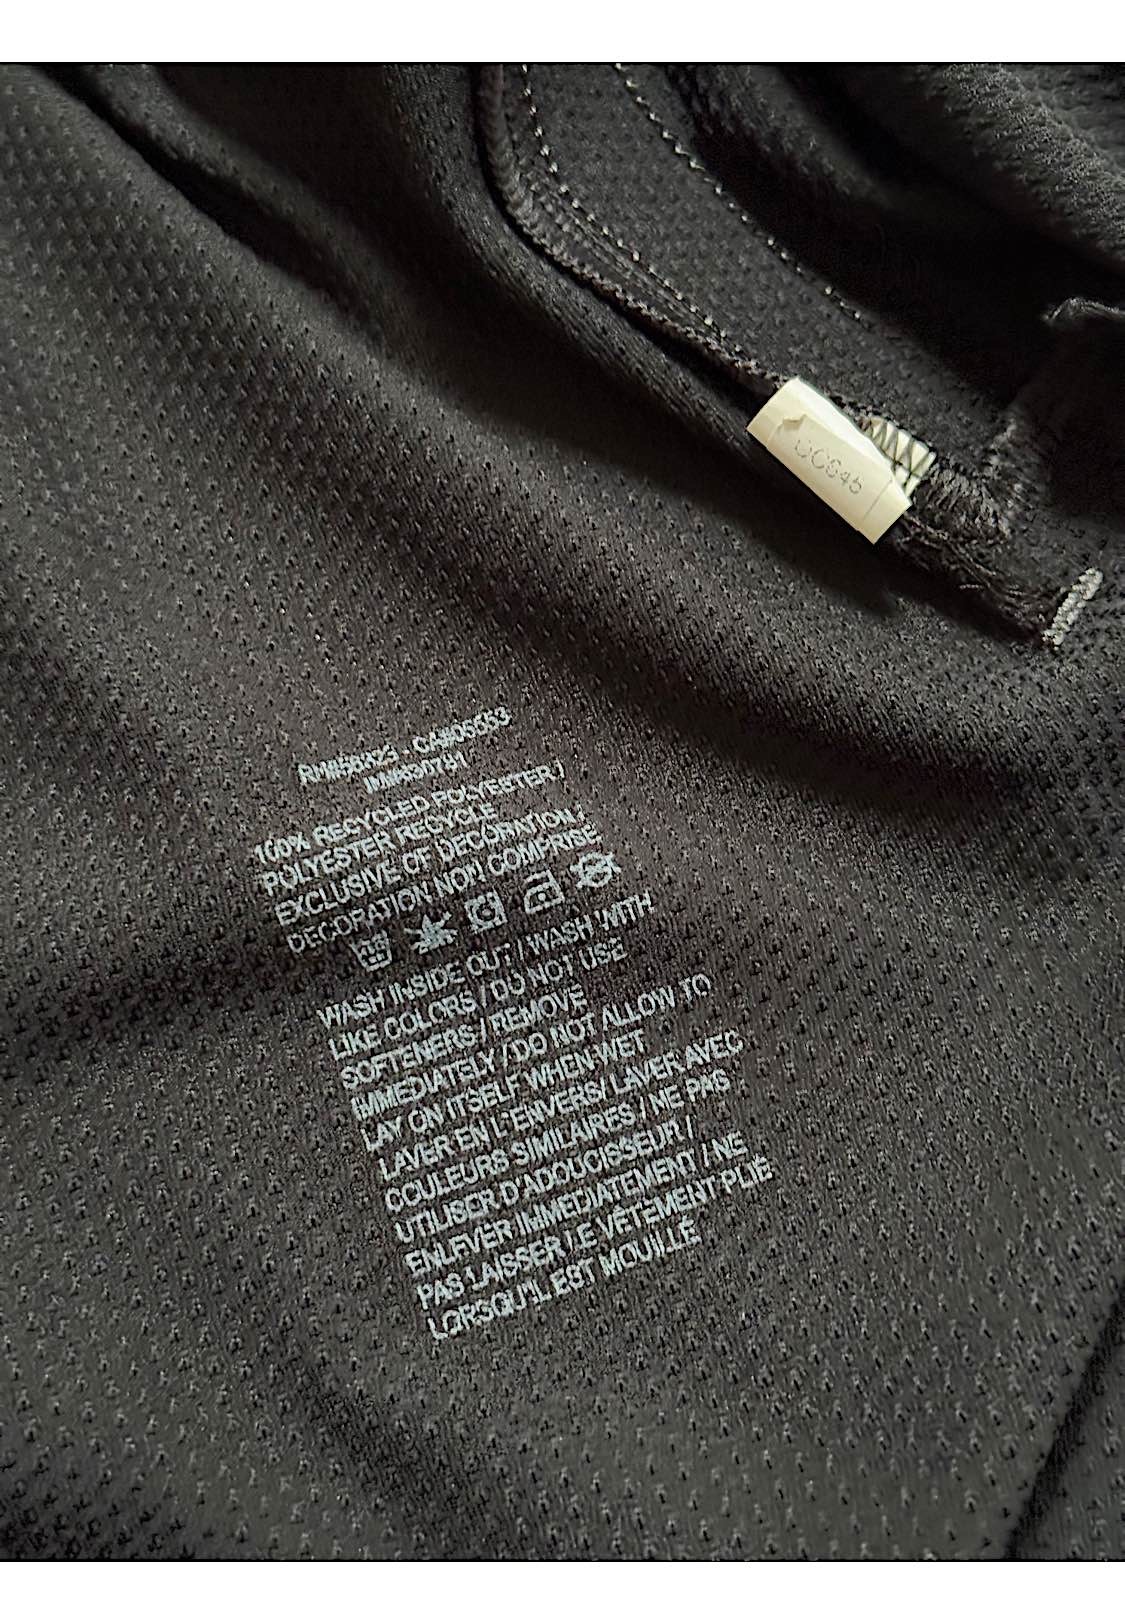 CA#05553
100% RECYCLED POLYESTER /
POLYESTER RECYCLE
EXCLUSIVE OF DECORATION /
DECORATION NON COMPRISE
WASH INSIDE OUT / WASH WITH
LIKE COLORS / DO NOT USE
SOFTENERS / REMOVE
IMMEDIATELY / DO NOT ALLOW TO
LAY ON ITSELF WHEN WET
LAVER EN L'ENVERS / LAVER AVEC
COULEURS SIMILAIRES / NE PAS
UTILISER D'ADOUCISSEUR /
ENLEVER IMMEDIATEMENT / NE
PAS LAISSER LE VÊTEMENT PLIÉ
LORSQU'IL EST MOUILLÉ